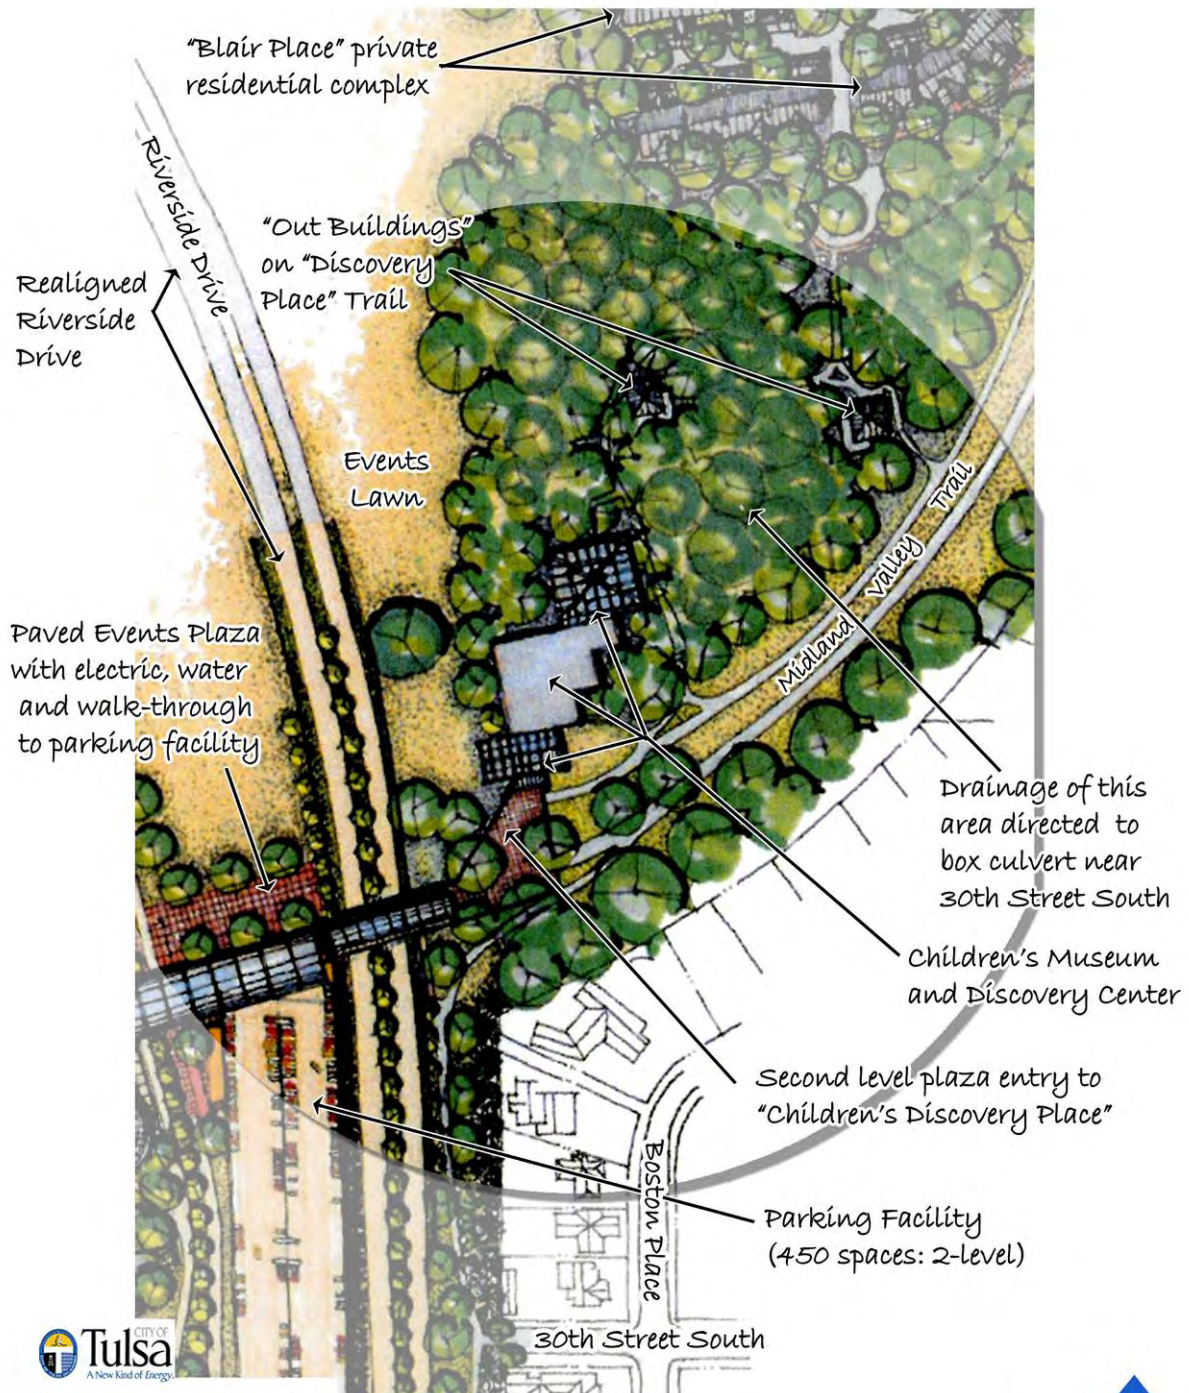 "Blair Place" private
residential complex
Riverside Drive
"Out Buildings"
on "Discovery
Place" Trail
Realigned
Riverside
Drive
Events
Lawn
Midland Valley Trail
Paved Events Plaza
with electric, water
and walk-through
to parking facility
Drainage of this
area directed to
box culvert near
30th Street South
Children's Museum
and Discovery Center
Second level plaza entry to
"Children's Discovery Place"
Boston Place
Parking Facility
(450 spaces: 2-level)
30th Street South
CITY OF
Tulsa
A New Kind of Energy.